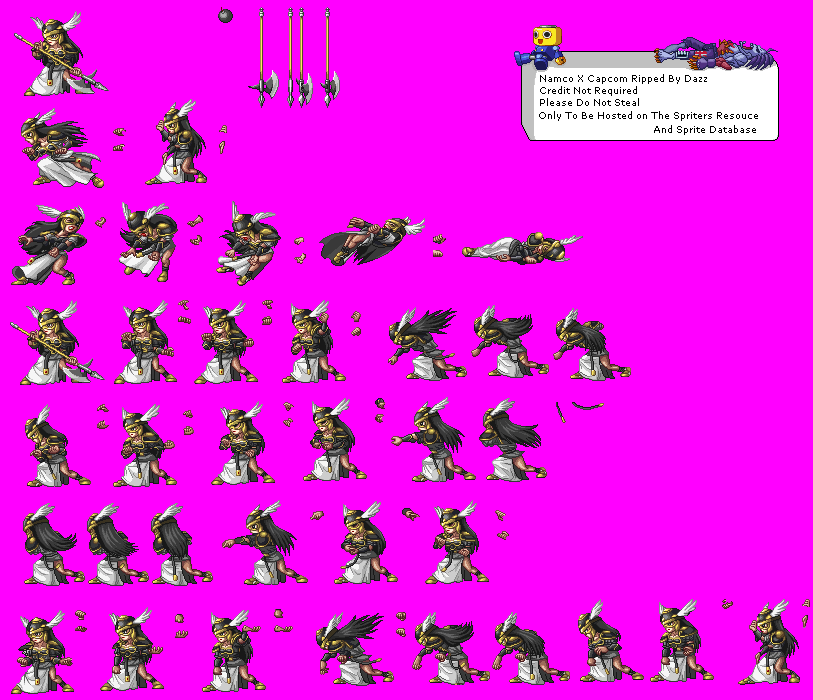 Namco X Capcom Ripped By Dazz
Credit Not Required
Please Do Not Steal
Only To Be Hosted on The Spriters Resouce
And Sprite Database